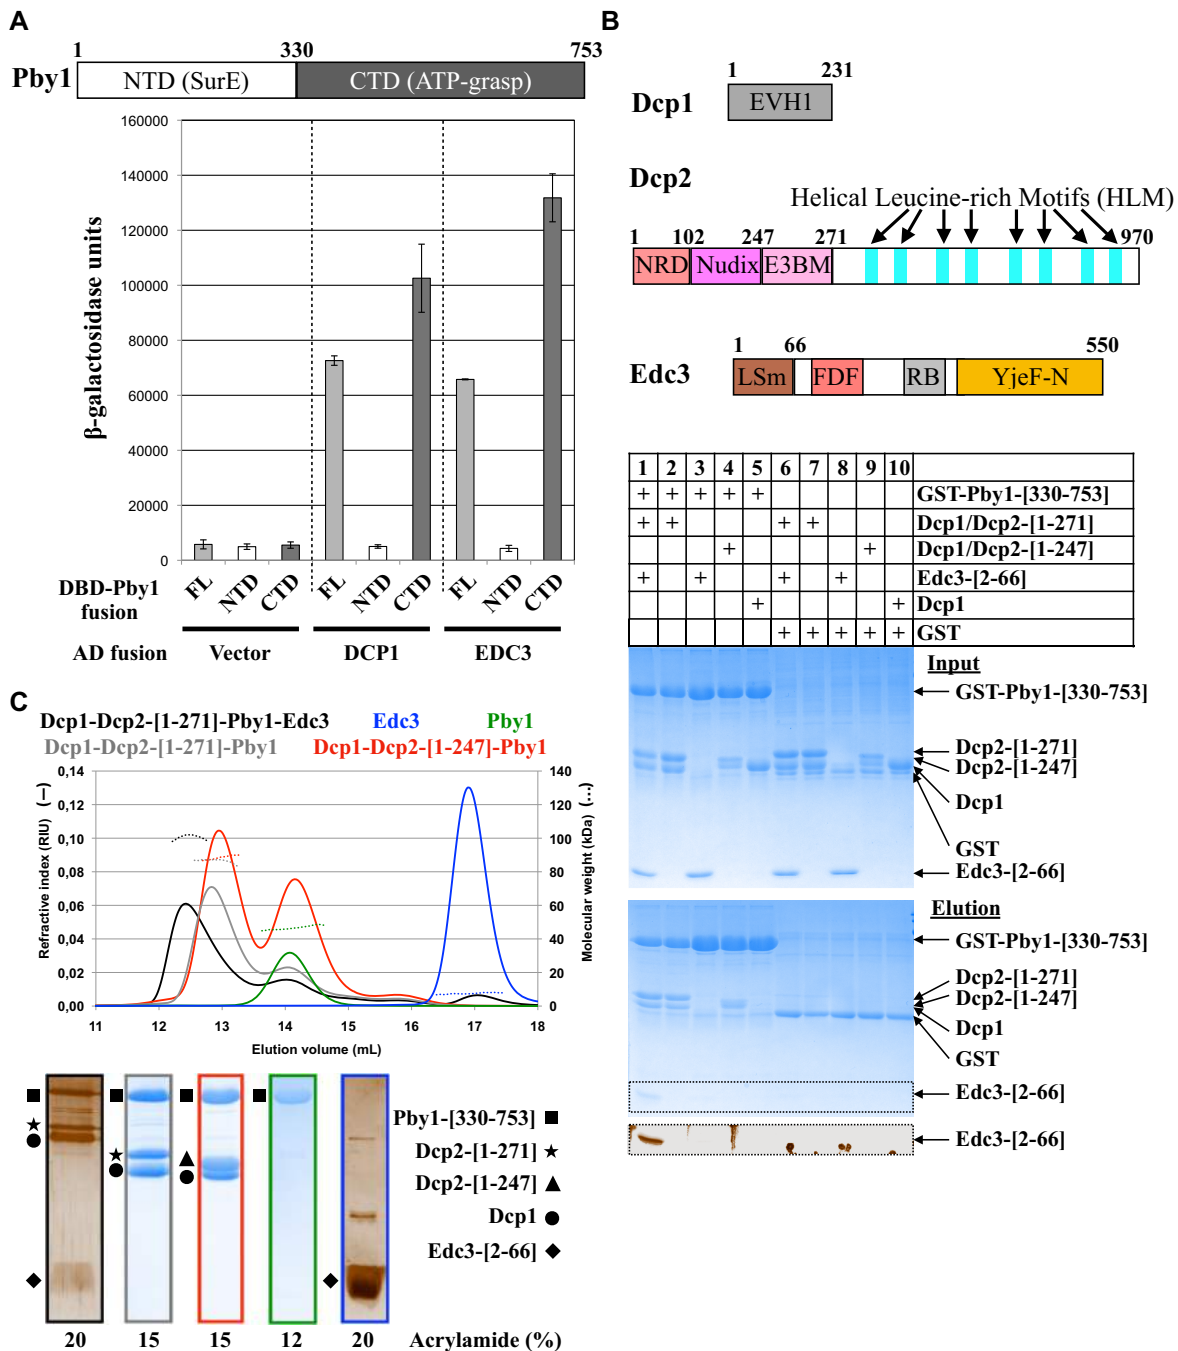 A
1 330 753
Pby1 NTD (SurE) CTD (ATP-grasp)
β-galactosidase units
160000
140000
120000
100000
80000
60000
40000
20000
0
DBD-Pby1 fusion
FL NTD CTD FL NTD CTD FL NTD CTD
AD fusion Vector DCP1 EDC3
B
1 231
Dcp1 EVH1
Dcp2
Helical Leucine-rich Motifs (HLM)
1 102 247 271 970
NRD Nudix E3BM
1 66 550
Edc3 LSm FDF RB YjeF-N
1 2 3 4 5 6 7 8 9 10
+ + + + + GST-Pby1-[330-753]
+ + + + Dcp1/Dcp2-[1-271]
+ + Dcp1/Dcp2-[1-247]
+ + + + Edc3-[2-66]
+ + Dcp1
+ + + + + GST
Input
GST-Pby1-[330-753]
Dcp2-[1-271]
Dcp2-[1-247]
Dcp1
GST
Edc3-[2-66]
Elution
GST-Pby1-[330-753]
Dcp2-[1-271]
Dcp2-[1-247]
Dcp1
GST
Edc3-[2-66]
Edc3-[2-66]
C
Dcp1-Dcp2-[1-271]-Pby1-Edc3 Edc3 Pby1
Dcp1-Dcp2-[1-271]-Pby1 Dcp1-Dcp2-[1-247]-Pby1
Refractive index (RIU) (—)
0,14
0,12
0,10
0,08
0,06
0,04
0,02
0,00
140
120
100
80
60
40
20
0
Molecular weight (kDa) (...)
11 12 13 14 15 16 17 18
Elution volume (mL)
Pby1-[330-753] ■
Dcp2-[1-271] ★
Dcp2-[1-247] ▲
Dcp1 ●
Edc3-[2-66] ◆
20 15 15 12 20 Acrylamide (%)